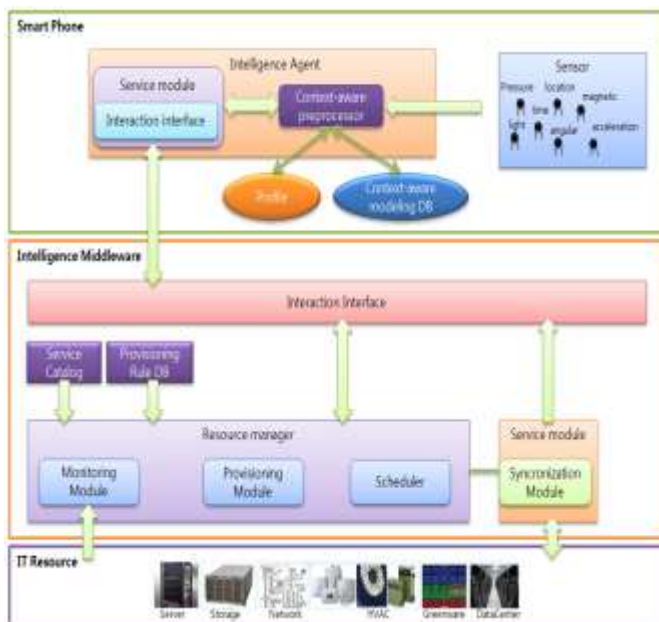 Smart Phone
Intelligence Agent
Service module
Interaction interface
Context-aware
preprocessor
Profile
Context-aware
modeling DB
Sensor
Pressure
location
magnetic
time
light
angular
acceleration
Intelligence Middleware
Interaction Interface
Service
Catalog
Provisioning
Rule DB
Resource manager
Monitoring
Module
Provisioning
Module
Scheduler
Service module
Syncronization
Module
IT Resource
Server
Storage
Network
HVAC
Greenware
DataCenter